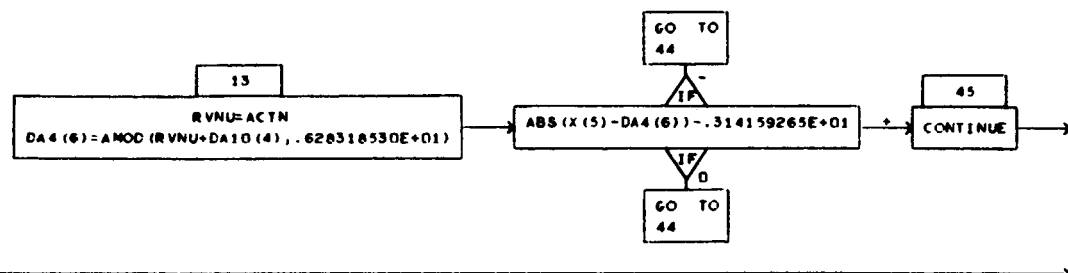 13
RVNU=ACTN
DA4(6)=AMOD(RVNU+DA10(4),.628318530E+01)
GO TO
44
-
IF
ABS(X(5)-DA4(6))-.314159265E+01
IF
0
GO TO
44
+
45
CONTINUE